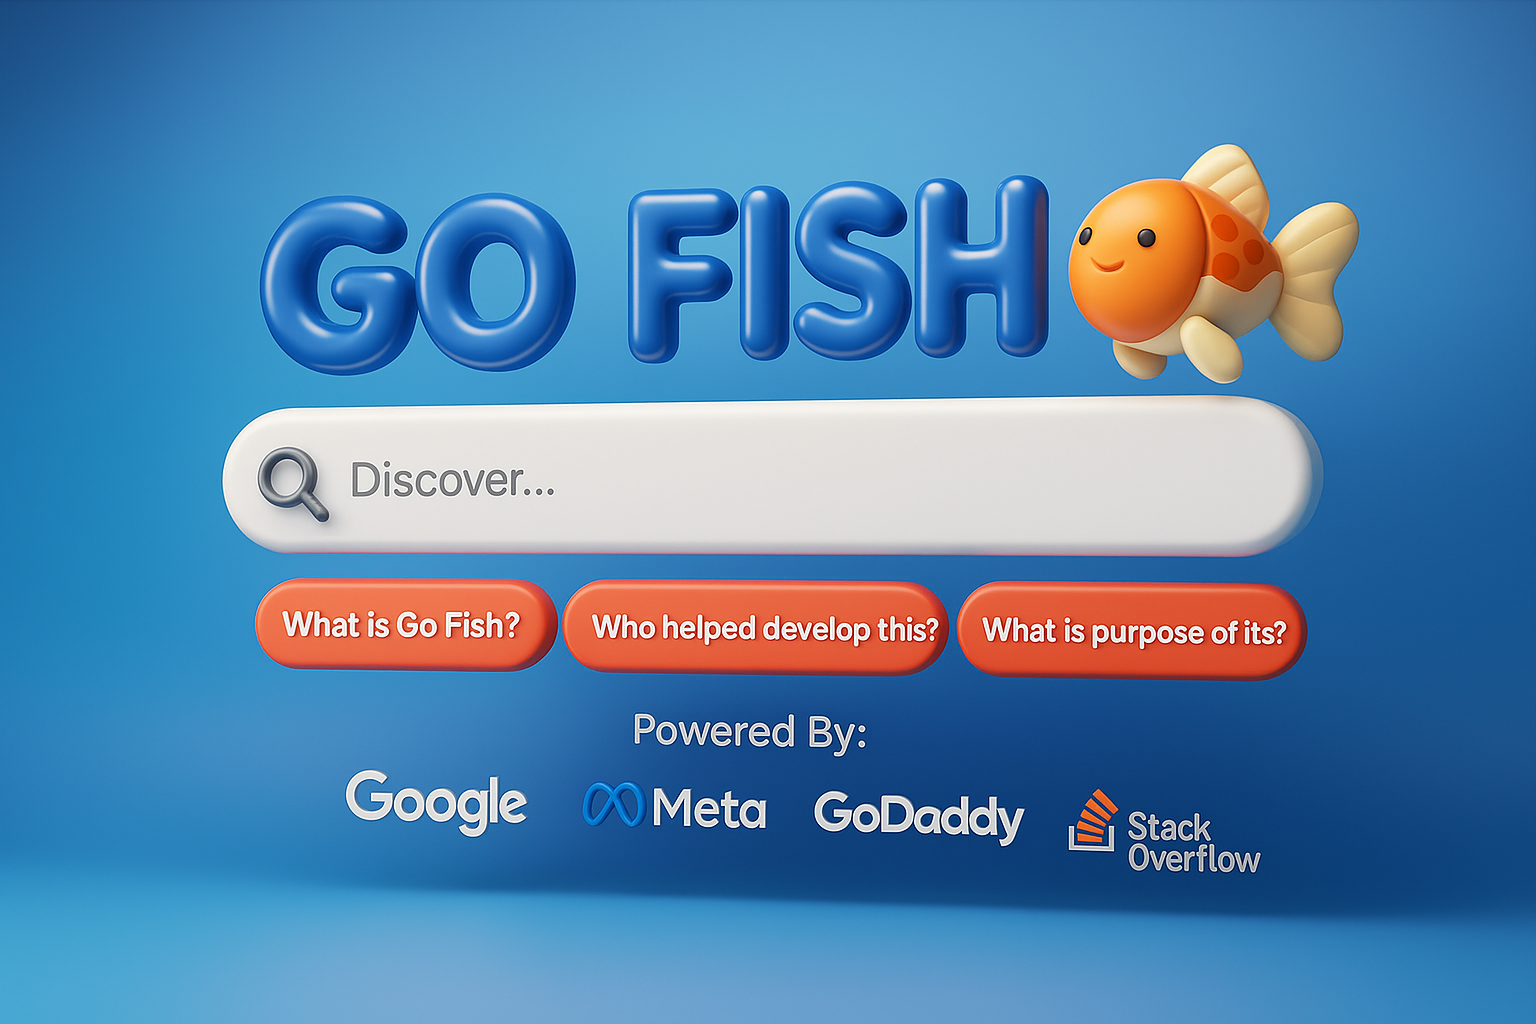 GO FISH
Discover...
What is Go Fish?
Who helped develop this?
What is purpose of its?
Powered By:
Google
Meta
GoDaddy
Stack
Overflow